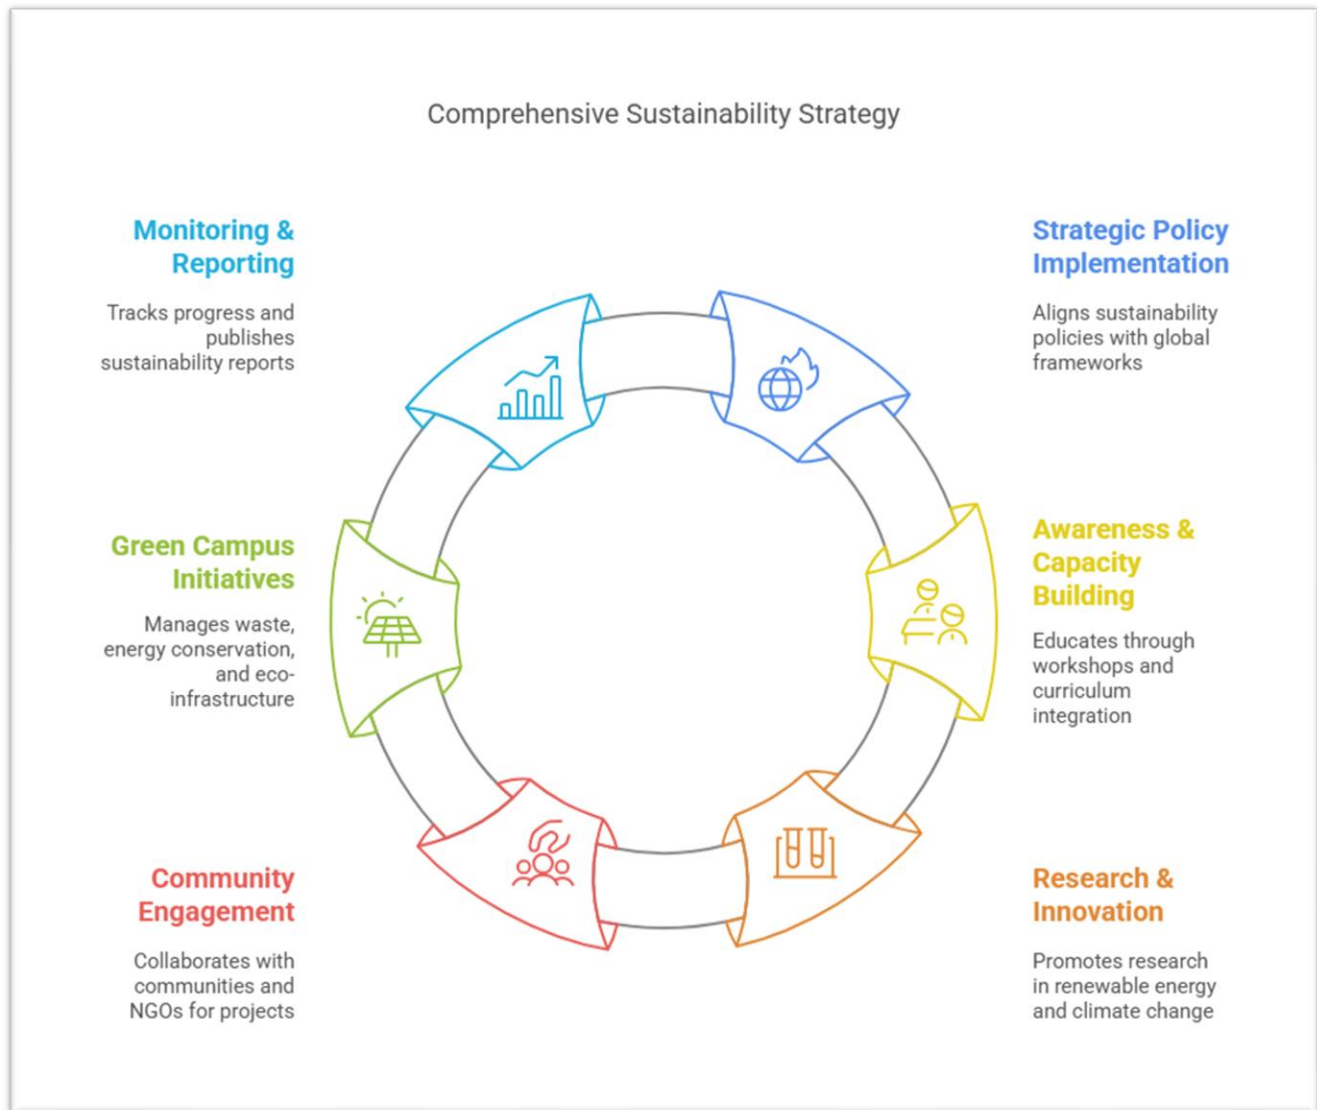 Comprehensive Sustainability Strategy
Monitoring &
Reporting
Tracks progress and
publishes
sustainability reports
Strategic Policy
Implementation
Aligns sustainability
policies with global
frameworks
Green Campus
Initiatives
Manages waste,
energy conservation,
and eco-
infrastructure
Awareness &
Capacity
Building
Educates through
workshops and
curriculum
integration
Community
Engagement
Collaborates with
communities and
NGOs for projects
Research &
Innovation
Promotes research
in renewable energy
and climate change